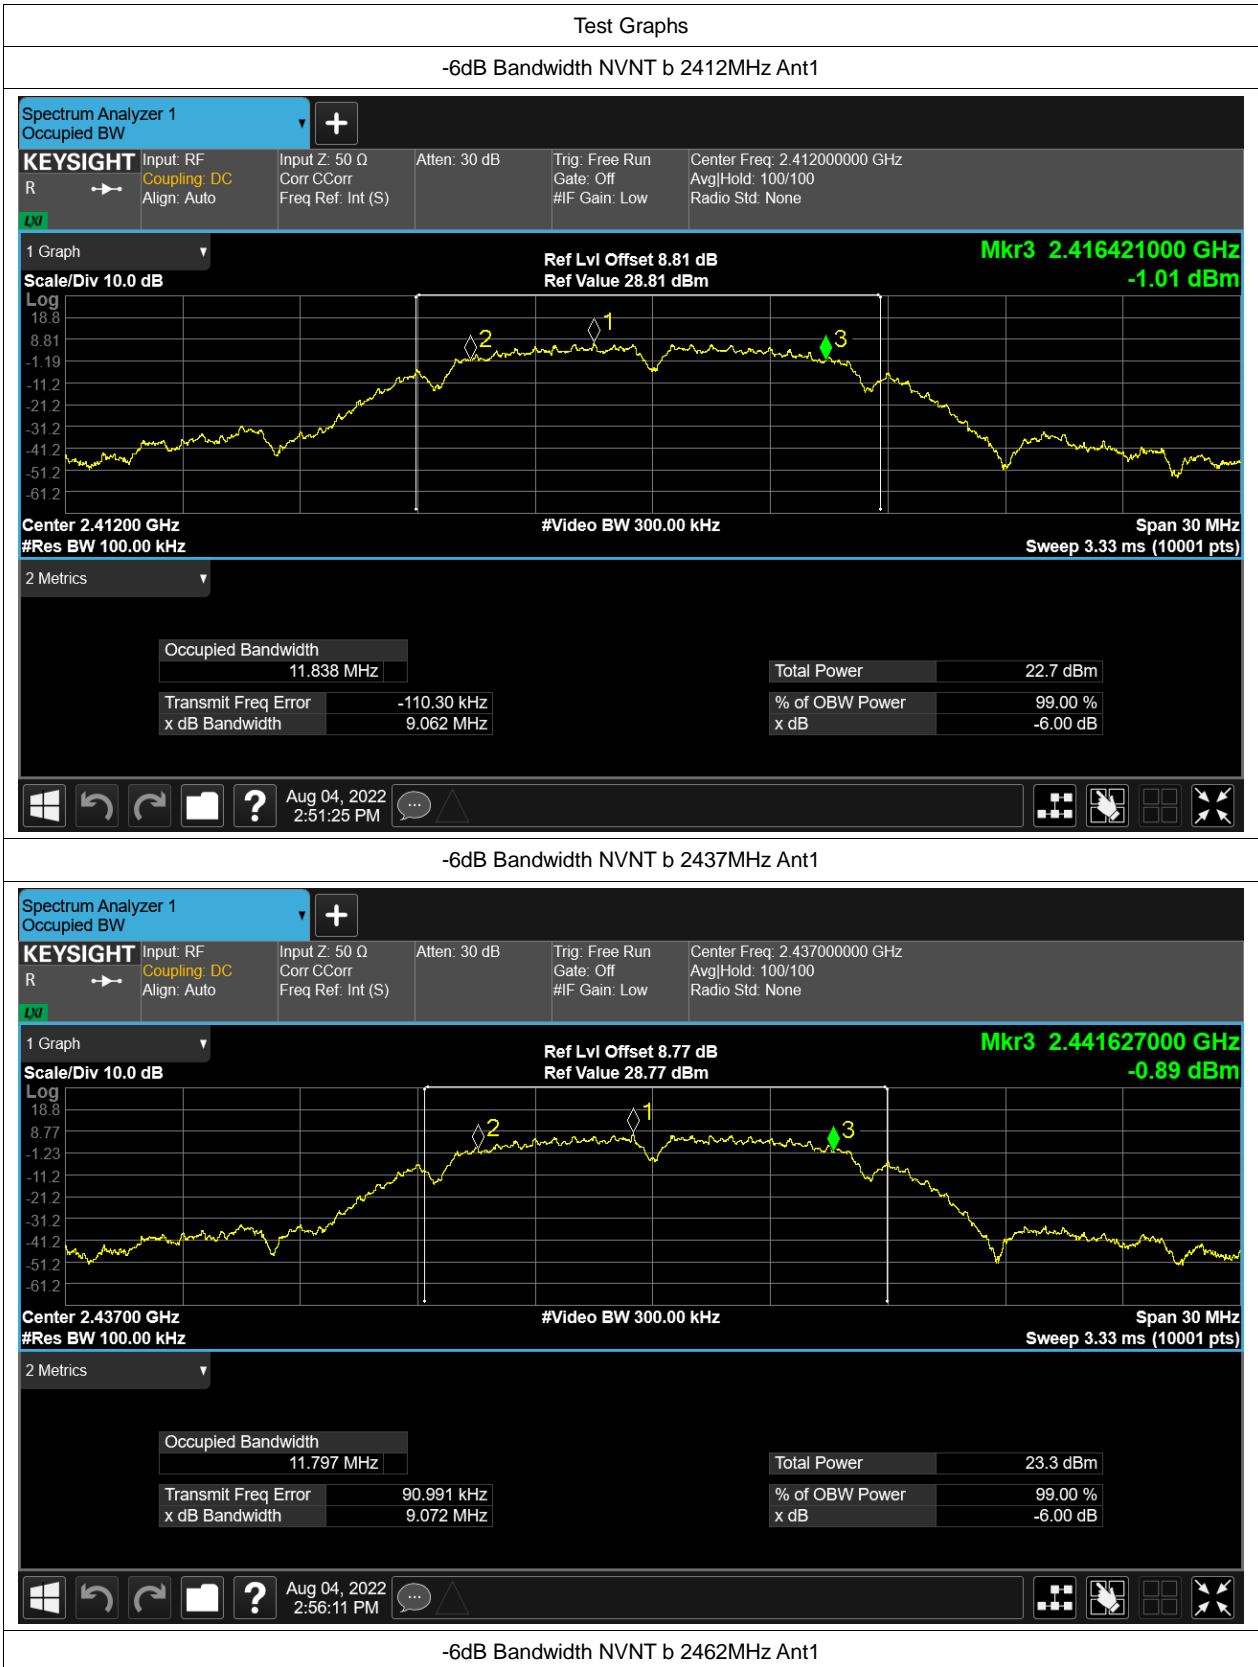 Test Graphs
-6dB Bandwidth NVNT b 2412MHz Ant1
Spectrum Analyzer 1
Occupied BW
KEYSIGHT Input: RF Input Z: 50 Ω Atten: 30 dB Trig: Free Run Center Freq: 2.412000000 GHz
R Coupling: DC Corr CCorr Gate: Off Avg|Hold: 100/100
Align: Auto Freq Ref: Int (S) #IF Gain: Low Radio Std: None
LXI
1 Graph Ref Lvl Offset 8.81 dB Mkr3 2.416421000 GHz
Scale/Div 10.0 dB Ref Value 28.81 dBm -1.01 dBm
Log
18.8
8.81
-1.19
-11.2
-21.2
-31.2
-41.2
-51.2
-61.2
2 1 3
Center 2.41200 GHz #Video BW 300.00 kHz Span 30 MHz
#Res BW 100.00 kHz Sweep 3.33 ms (10001 pts)
2 Metrics
Occupied Bandwidth
11.838 MHz Total Power 22.7 dBm
Transmit Freq Error -110.30 kHz % of OBW Power 99.00 %
x dB Bandwidth 9.062 MHz x dB -6.00 dB
Aug 04, 2022
2:51:25 PM
-6dB Bandwidth NVNT b 2437MHz Ant1
Spectrum Analyzer 1
Occupied BW
KEYSIGHT Input: RF Input Z: 50 Ω Atten: 30 dB Trig: Free Run Center Freq: 2.437000000 GHz
R Coupling: DC Corr CCorr Gate: Off Avg|Hold: 100/100
Align: Auto Freq Ref: Int (S) #IF Gain: Low Radio Std: None
LXI
1 Graph Ref Lvl Offset 8.77 dB Mkr3 2.441627000 GHz
Scale/Div 10.0 dB Ref Value 28.77 dBm -0.89 dBm
Log
18.8
8.77
-1.23
-11.2
-21.2
-31.2
-41.2
-51.2
-61.2
2 1 3
Center 2.43700 GHz #Video BW 300.00 kHz Span 30 MHz
#Res BW 100.00 kHz Sweep 3.33 ms (10001 pts)
2 Metrics
Occupied Bandwidth
11.797 MHz Total Power 23.3 dBm
Transmit Freq Error 90.991 kHz % of OBW Power 99.00 %
x dB Bandwidth 9.072 MHz x dB -6.00 dB
Aug 04, 2022
2:56:11 PM
-6dB Bandwidth NVNT b 2462MHz Ant1